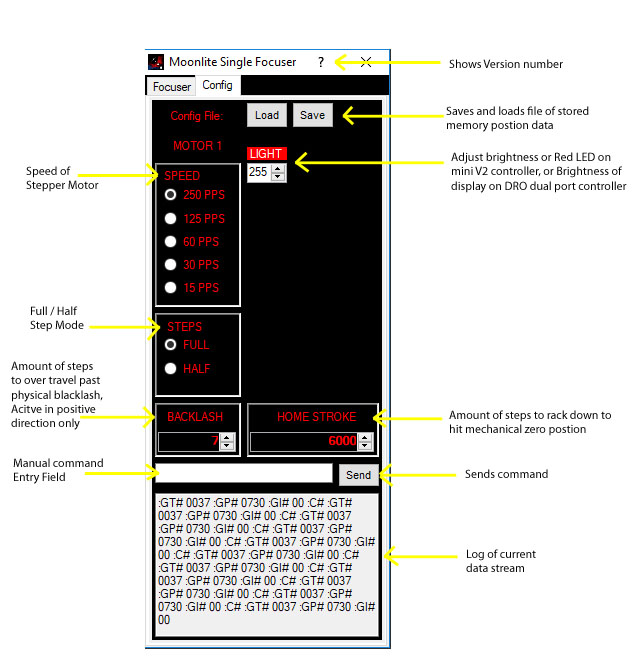 Moonlite Single Focuser ?
Shows Version number
Focuser Config
Config File: Load Save
Saves and loads file of stored
memory postion data
MOTOR 1
LIGHT
255
Adjust brightness or Red LED on
mini V2 controller, or Brightness of
display on DRO dual port controller
Speed of
Stepper Motor
SPEED
250 PPS
125 PPS
60 PPS
30 PPS
15 PPS
Full / Half
Step Mode
STEPS
FULL
HALF
Amount of steps
to over travel past
physical blacklash,
Acitve in positive
direction only
BACKLASH
7
HOME STROKE
6000
Amount of steps to rack down to
hit mechanical zero postion
Manual command
Entry Field
Send
Sends command
:GT# 0037 :GP# 0730 :GI# 00 :C# :GT#
0037 :GP# 0730 :GI# 00 :C# :GT# 0037
:GP# 0730 :GI# 00 :C# :GT# 0037 :GP#
0730 :GI# 00 :C# :GT# 0037 :GP# 0730 :GI#
00 :C# :GT# 0037 :GP# 0730 :GI# 00 :C#
:GT# 0037 :GP# 0730 :GI# 00 :C# :GT#
0037 :GP# 0730 :GI# 00 :C# :GT# 0037
:GP# 0730 :GI# 00 :C# :GT# 0037 :GP#
0730 :GI# 00 :C# :GT# 0037 :GP# 0730 :GI#
00
Log of current
data stream